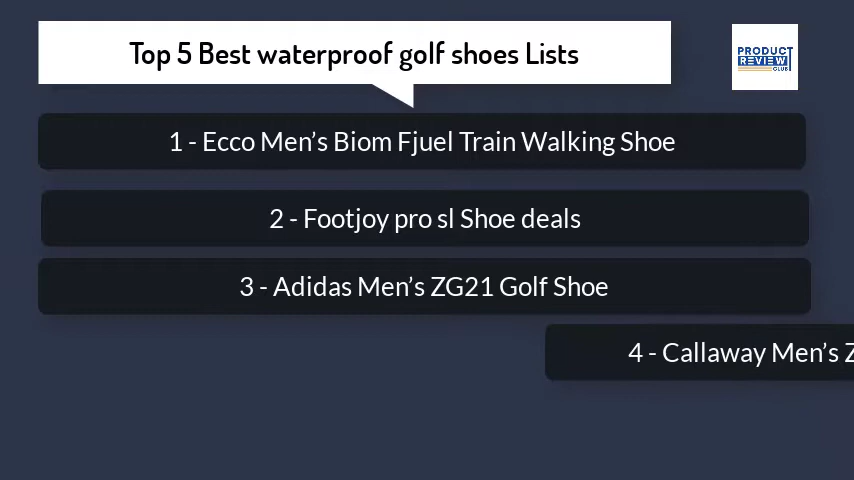 Top 5 Best waterproof golf shoes Lists
PRODUCT
REVIEW
CLUB
1 - Ecco Men’s Biom Fjuel Train Walking Shoe
2 - Footjoy pro sl Shoe deals
3 - Adidas Men’s ZG21 Golf Shoe
4 - Callaway Men’s Z